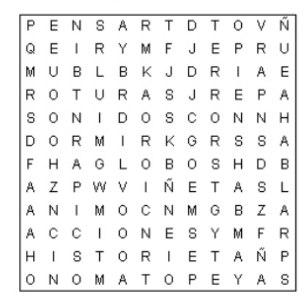 P E N S A R T D T O V Ñ
Q E I R Y M F J E P R U
M U B L B K J D R I A E
R O T U R A S J R E P A
S O N I D O S C O N N H
D O R M I R K G R S S A
F H A G L O B O S H D B
A Z P W V I Ñ E T A S L
A N I M O C N M G B Z A
A C C I O N E S Y M F R
H I S T O R I E T A Ñ P
O N O M A T O P E Y A S